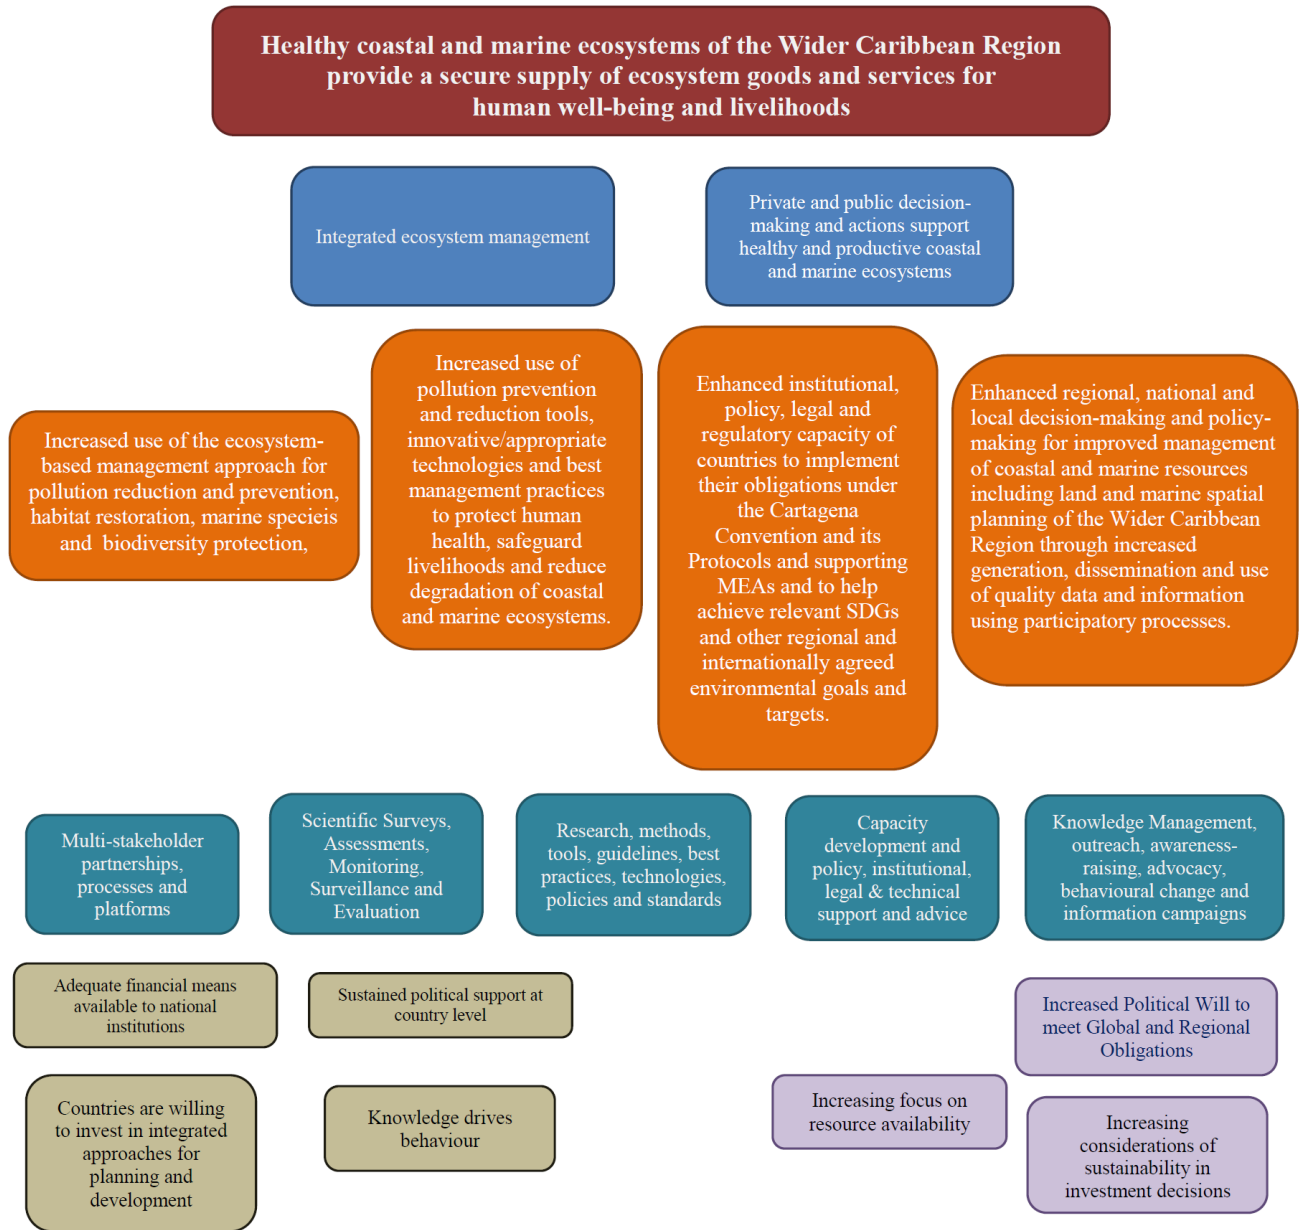 Healthy coastal and marine ecosystems of the Wider Caribbean Region
provide a secure supply of ecosystem goods and services for
human well-being and livelihoods
Integrated ecosystem management
Private and public decision-
making and actions support
healthy and productive coastal
and marine ecosystems
Increased use of the ecosystem-
based management approach for
pollution reduction and prevention,
habitat restoration, marine specieis
and biodiversity protection,
Increased use of
pollution prevention
and reduction tools,
innovative/appropriate
technologies and best
management practices
to protect human
health, safeguard
livelihoods and reduce
degradation of coastal
and marine ecosystems.
Enhanced institutional,
policy, legal and
regulatory capacity of
countries to implement
their obligations under
the Cartagena
Convention and its
Protocols and supporting
MEAs and to help
achieve relevant SDGs
and other regional and
internationally agreed
environmental goals and
targets.
Enhanced regional, national and
local decision-making and policy-
making for improved management
of coastal and marine resources
including land and marine spatial
planning of the Wider Caribbean
Region through increased
generation, dissemination and use
of quality data and information
using participatory processes.
Multi-stakeholder
partnerships,
processes and
platforms
Scientific Surveys,
Assessments,
Monitoring,
Surveillance and
Evaluation
Research, methods,
tools, guidelines, best
practices, technologies,
policies and standards
Capacity
development and
policy, institutional,
legal & technical
support and advice
Knowledge Management,
outreach, awareness-
raising, advocacy,
behavioural change and
information campaigns
Adequate financial means
available to national
institutions
Sustained political support at
country level
Increased Political Will to
meet Global and Regional
Obligations
Countries are willing
to invest in integrated
approaches for
planning and
development
Knowledge drives
behaviour
Increasing focus on
resource availability
Increasing
considerations of
sustainability in
investment decisions